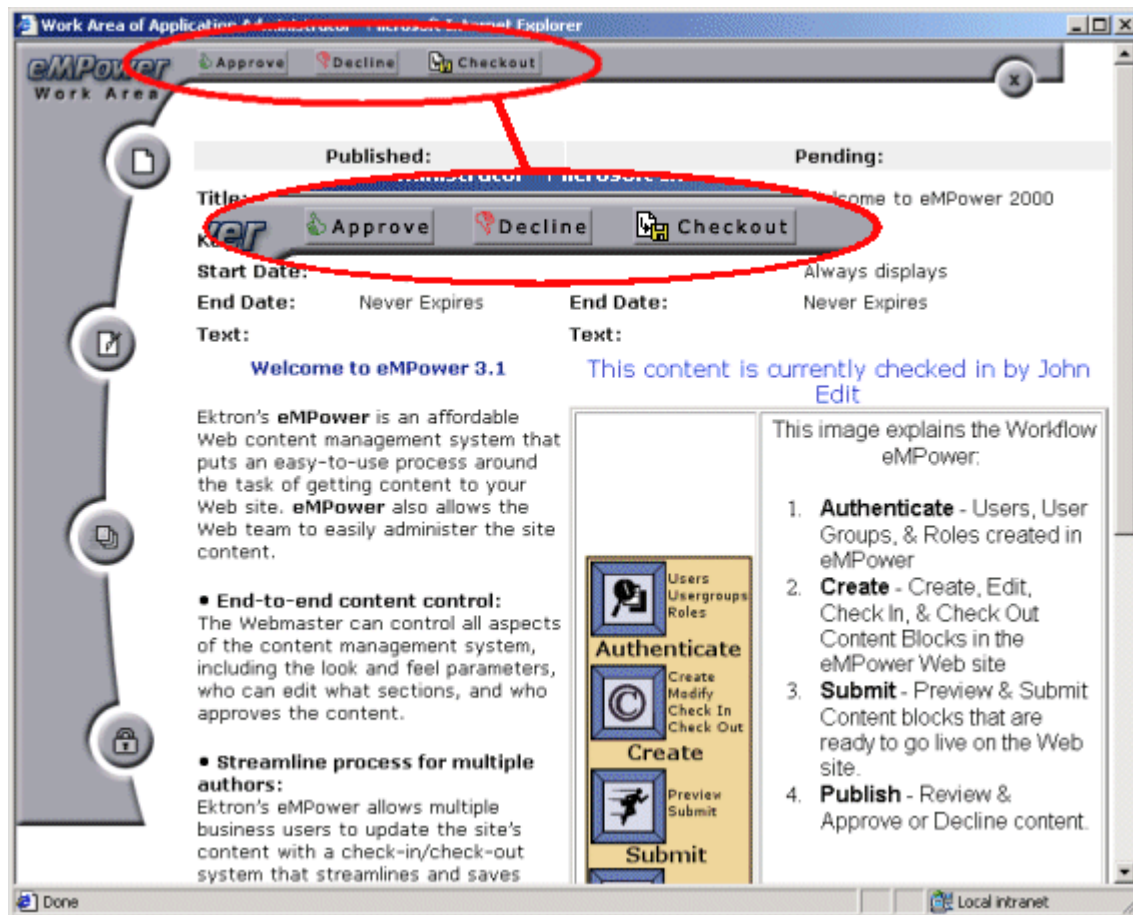 Work Area of Application Administrator Microsoft Internet Explorer
eMPower
Work Area
Approve Decline Checkout
x
Published: Pending:
Title: Welcome to eMPower 2000
Approve Decline Checkout
Start Date: Always displays
End Date: Never Expires End Date: Never Expires
Text: Text:
Welcome to eMPower 3.1
Ektron's eMPower is an affordable
Web content management system that
puts an easy-to-use process around
the task of getting content to your
Web site. eMPower also allows the
Web team to easily administer the site
content.
• End-to-end content control:
The Webmaster can control all aspects
of the content management system,
including the look and feel parameters,
who can edit what sections, and who
approves the content.
• Streamline process for multiple
authors:
Ektron's eMPower allows multiple
business users to update the site's
content with a check-in/check-out
system that streamlines and saves
This content is currently checked in by John
Edit
Users
Usergroups
Roles
Authenticate
Create
Modify
Check In
Check Out
Create
Preview
Submit
Submit
This image explains the Workflow
eMPower:
1. Authenticate - Users, User
Groups, & Roles created in
eMPower
2. Create - Create, Edit,
Check In, & Check Out
Content Blocks in the
eMPower Web site
3. Submit - Preview & Submit
Content blocks that are
ready to go live on the Web
site.
4. Publish - Review &
Approve or Decline content.
Done Local intranet